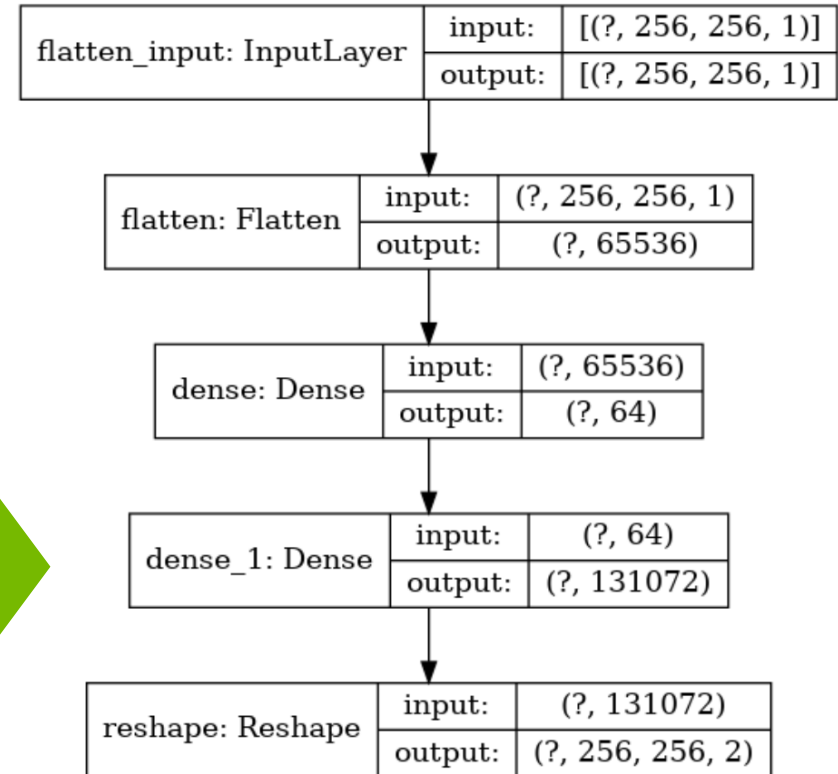 flatten_input: InputLayer
input: [(?, 256, 256, 1)]
output: [(?, 256, 256, 1)]
flatten: Flatten
input: (?, 256, 256, 1)
output: (?, 65536)
dense: Dense
input: (?, 65536)
output: (?, 64)
dense_1: Dense
input: (?, 64)
output: (?, 131072)
reshape: Reshape
input: (?, 131072)
output: (?, 256, 256, 2)